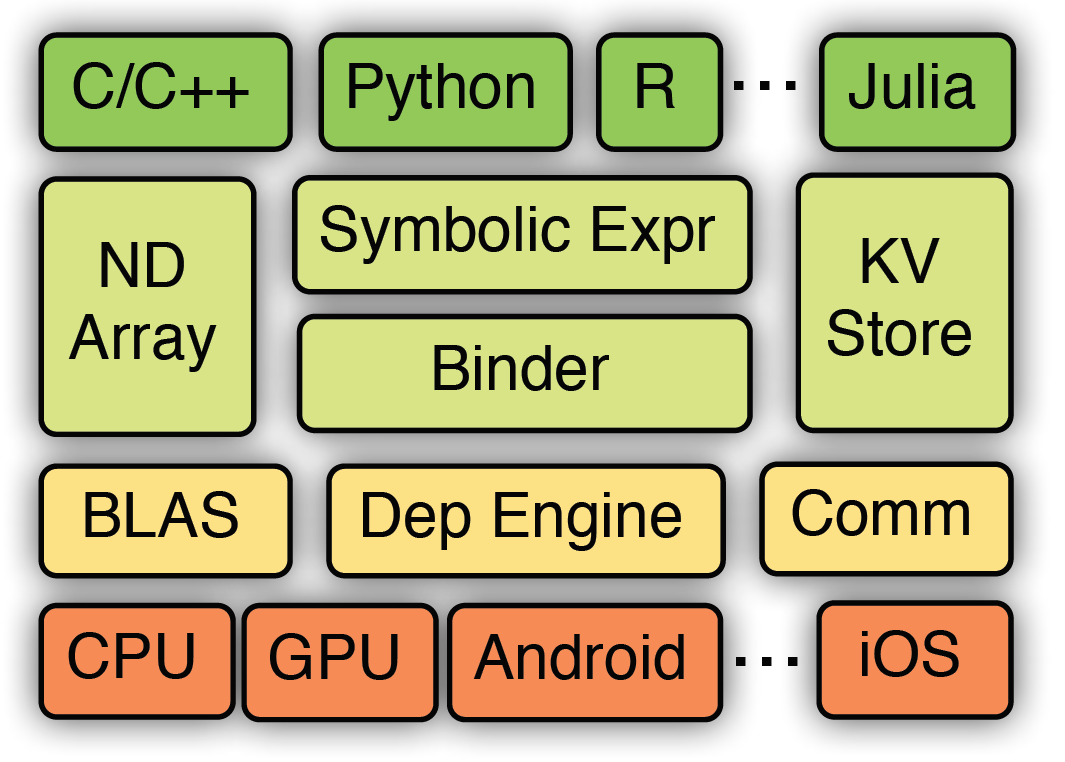 C/C++ Python R ... Julia
ND
Array
Symbolic Expr
Binder
KV
Store
BLAS Dep Engine Comm
CPU GPU Android ... iOS